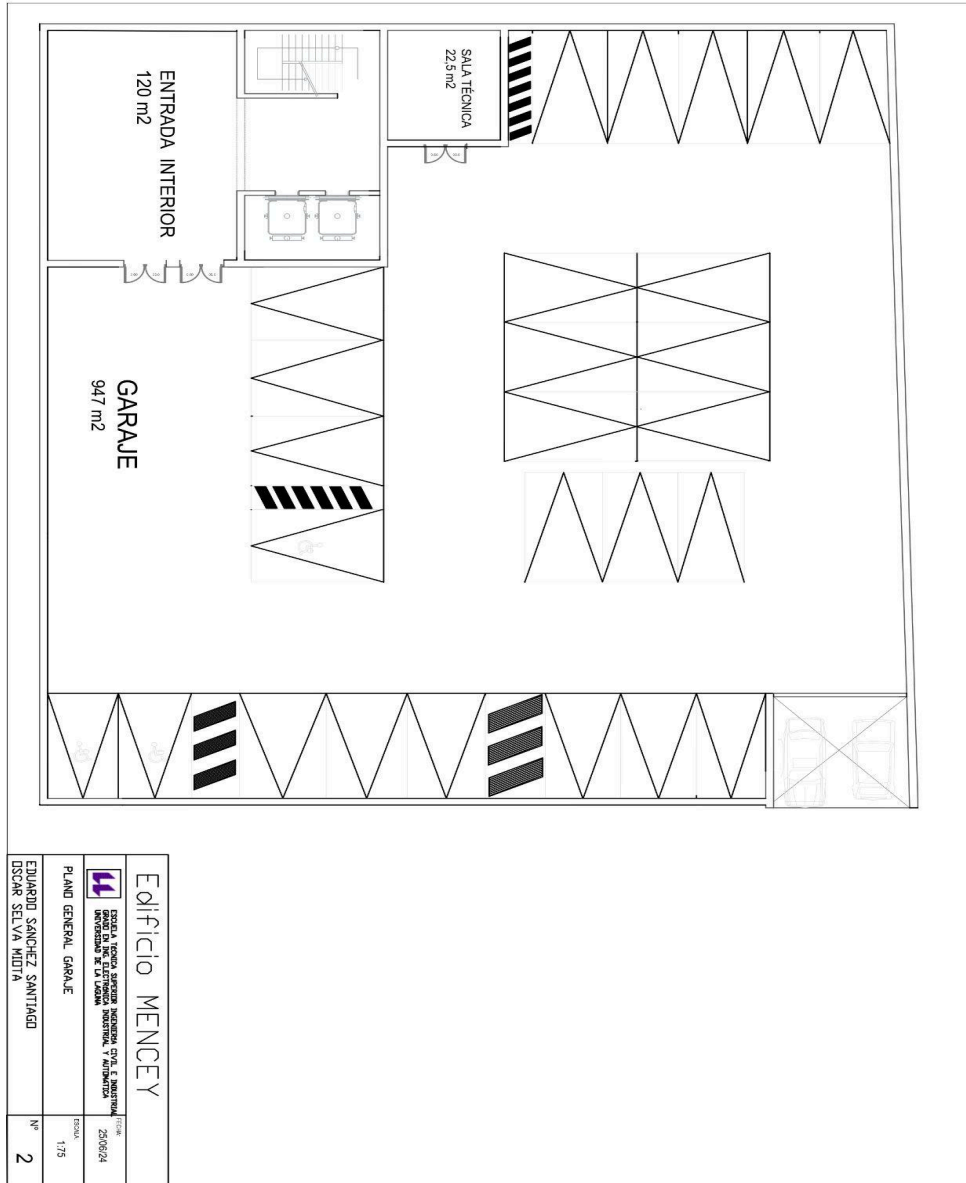 SALA TÉCNICA
22,5 m2
ENTRADA INTERIOR
120 m2
GARAJE
947 m2
Edificio MENCEY
ESCUELA TÉCNICA SUPERIOR INGENIERÍA CIVIL E INDUSTRIAL
GRADO EN ING. ELECTRÓNICA INDUSTRIAL Y AUTOMÁTICA
UNIVERSIDAD DE LA LAGUNA
FECHA:
25/06/24
PLANO GENERAL GARAJE
ESCALA:
1:75
EDUARDO SÁNCHEZ SANTIAGO
OSCAR SELVA MIOTA
Nº
2